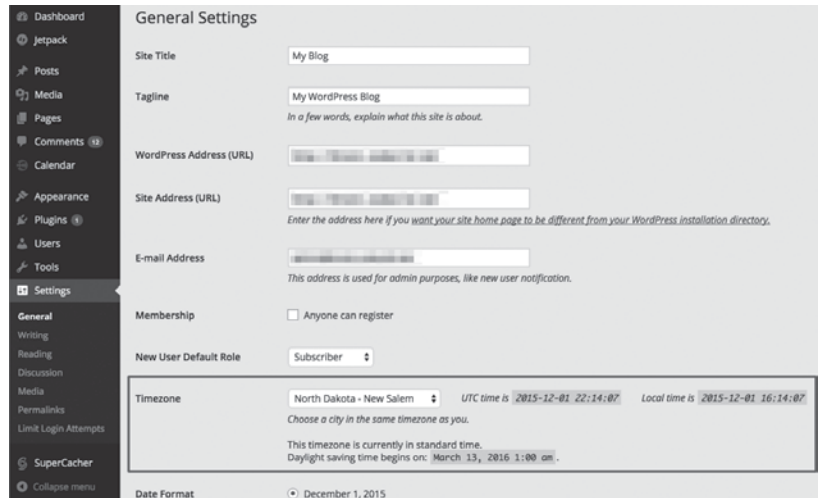 Dashboard
Jetpack
Posts
Media
Pages
Comments 12
Calendar
Appearance
Plugins 1
Users
Tools
Settings
General
Writing
Reading
Discussion
Media
Permalinks
Limit Login Attempts
SuperCacher
Collapse menu
General Settings
Site Title
My Blog
Tagline
My WordPress Blog
In a few words, explain what this site is about.
WordPress Address (URL)
Site Address (URL)
Enter the address here if you want your site home page to be different from your WordPress installation directory.
E-mail Address
This address is used for admin purposes, like new user notification.
Membership
Anyone can register
New User Default Role
Subscriber
Timezone
North Dakota - New Salem UTC time is 2015-12-01 22:14:07 Local time is 2015-12-01 16:14:07
Choose a city in the same timezone as you.
This timezone is currently in standard time.
Daylight saving time begins on: March 13, 2016 1:00 am .
Date Format
December 1, 2015